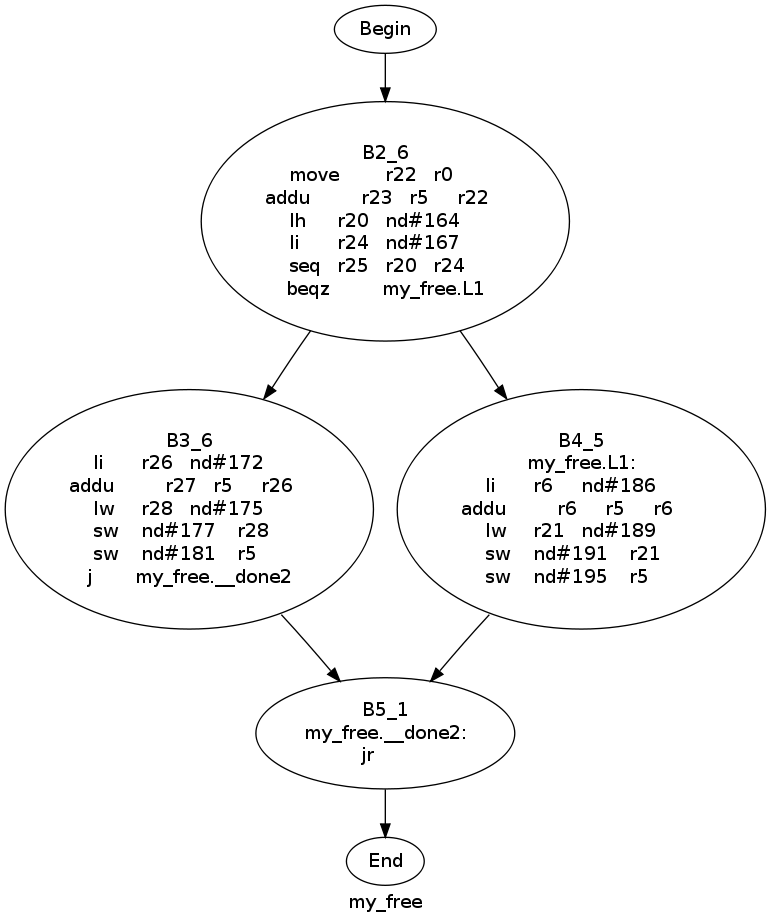 Begin
B2_6
move r22 r0
addu r23 r5 r22
lh r20 nd#164
li r24 nd#167
seq r25 r20 r24
beqz my_free.L1
B3_6
li r26 nd#172
addu r27 r5 r26
lw r28 nd#175
sw nd#177 r28
sw nd#181 r5
j my_free.__done2
B4_5
my_free.L1:
li r6 nd#186
addu r6 r5 r6
lw r21 nd#189
sw nd#191 r21
sw nd#195 r5
B5_1
my_free.__done2:
jr
End
my_free